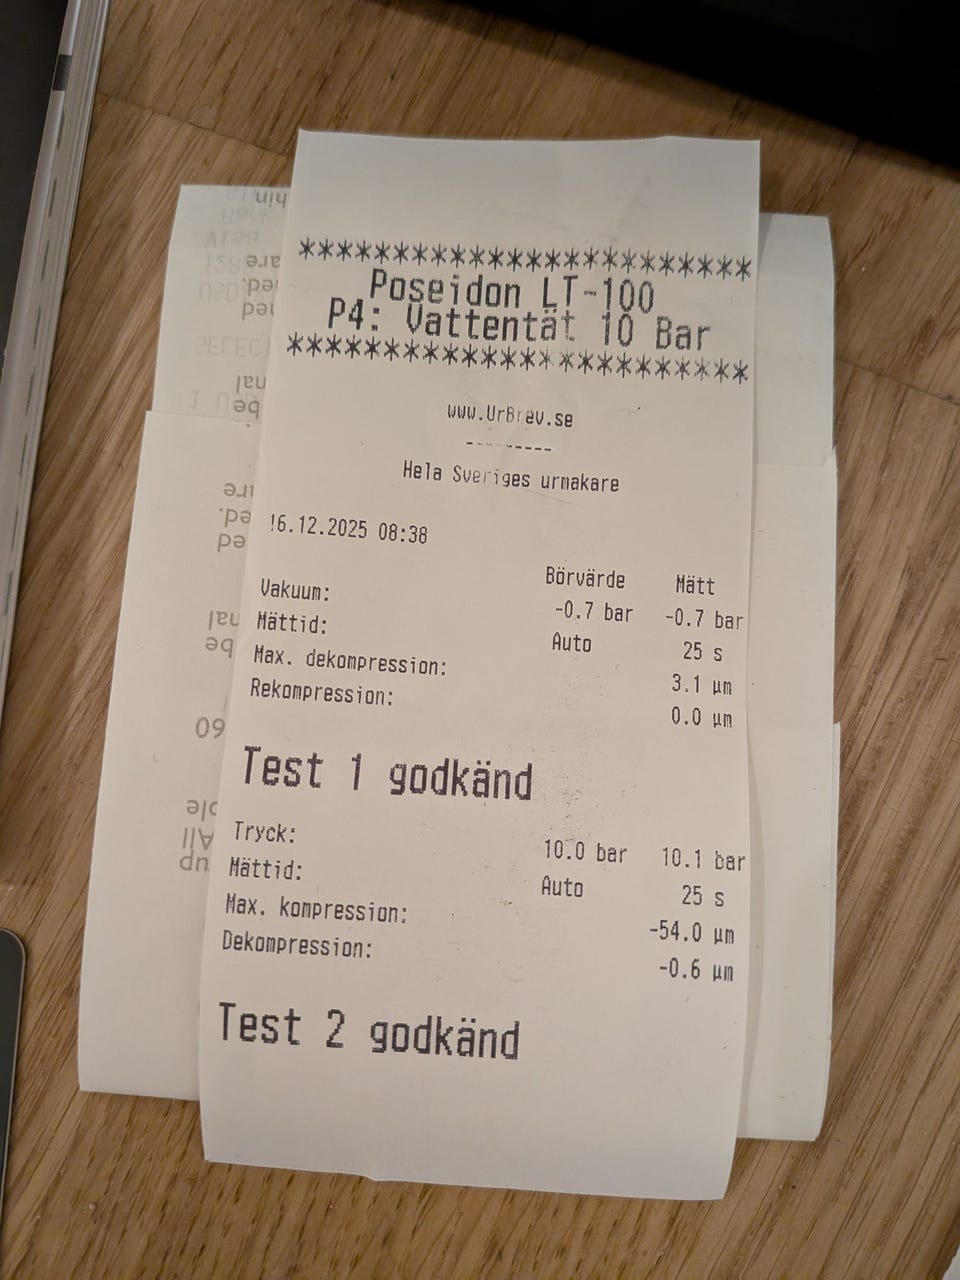 ************************
Poseidon LT-100
P4: Vattentät 10 Bar
************************
www.UrBrev.se
---------
Hela Sveriges urmakare
16.12.2025 08:38
Börvärde Mätt
Vakuum: -0.7 bar -0.7 bar
Mättid: Auto 25 s
Max. dekompression: 3.1 µm
Rekompression: 0.0 µm
Test 1 godkänd
Tryck: 10.0 bar 10.1 bar
Mättid: Auto 25 s
Max. kompression: -54.0 µm
Dekompression: -0.6 µm
Test 2 godkänd